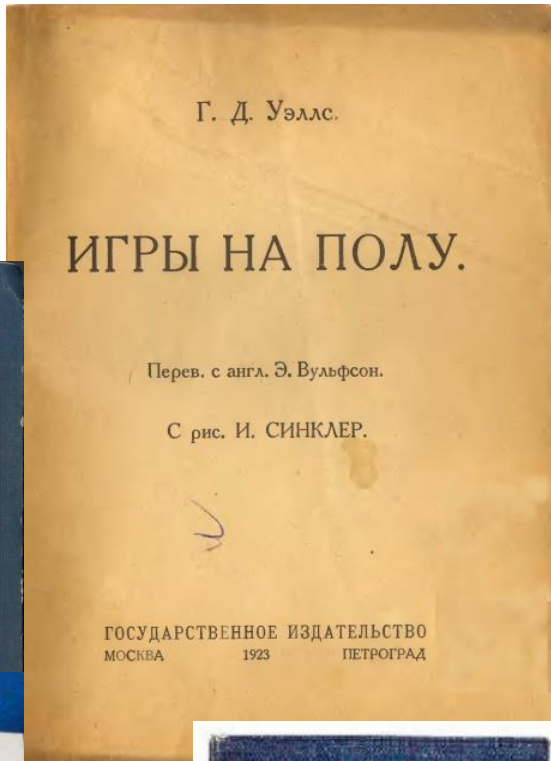 Г. Д. Уэллс.
ИГРЫ НА ПОЛУ.
Перев. с англ. Э. Вульфсон.
С рис. И. СИНКЛЕР.
ГОСУДАРСТВЕННОЕ ИЗДАТЕЛЬСТВО
МОСКВА 1923 ПЕТРОГРАД